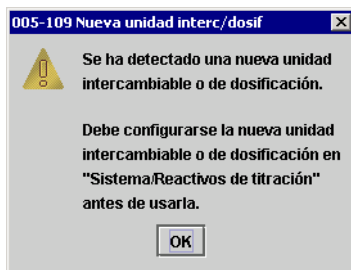 005-109 Nueva unidad interc/dosif
Se ha detectado una nueva unidad
intercambiable o de dosificación.
Debe configurarse la nueva unidad
intercambiable o de dosificación en
"Sistema/Reactivos de titración"
antes de usarla.
OK